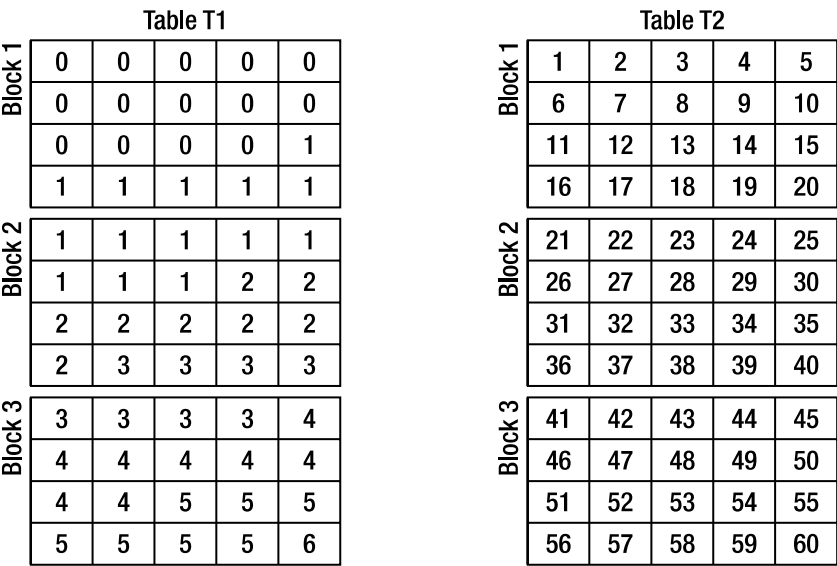 Table T1
Block 1
0 0 0 0 0
0 0 0 0 0
0 0 0 0 1
1 1 1 1 1
Block 2
1 1 1 1 1
1 1 1 2 2
2 2 2 2 2
2 3 3 3 3
Block 3
3 3 3 3 4
4 4 4 4 4
4 4 5 5 5
5 5 5 5 6
Table T2
Block 1
1 2 3 4 5
6 7 8 9 10
11 12 13 14 15
16 17 18 19 20
Block 2
21 22 23 24 25
26 27 28 29 30
31 32 33 34 35
36 37 38 39 40
Block 3
41 42 43 44 45
46 47 48 49 50
51 52 53 54 55
56 57 58 59 60